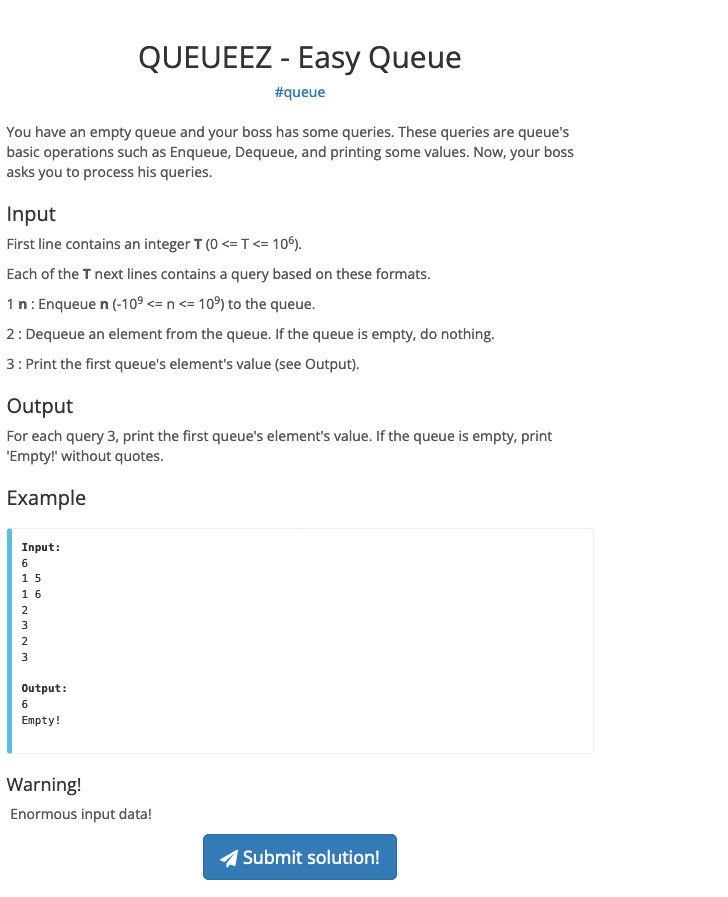 QUEUEEZ - Easy Queue
#queue
You have an empty queue and your boss has some queries. These queries are queue's
basic operations such as Enqueue, Dequeue, and printing some values. Now, your boss
asks you to process his queries.
Input
First line contains an integer T (0 <= T <= 10⁶).
Each of the T next lines contains a query based on these formats.
1 n : Enqueue n (-10⁹ <= n <= 10⁹) to the queue.
2 : Dequeue an element from the queue. If the queue is empty, do nothing.
3 : Print the first queue's element's value (see Output).
Output
For each query 3, print the first queue's element's value. If the queue is empty, print
'Empty!' without quotes.
Example
Input:
6
1 5
1 6
2
3
2
3
Output:
6
Empty!
Warning!
Enormous input data!
Submit solution!